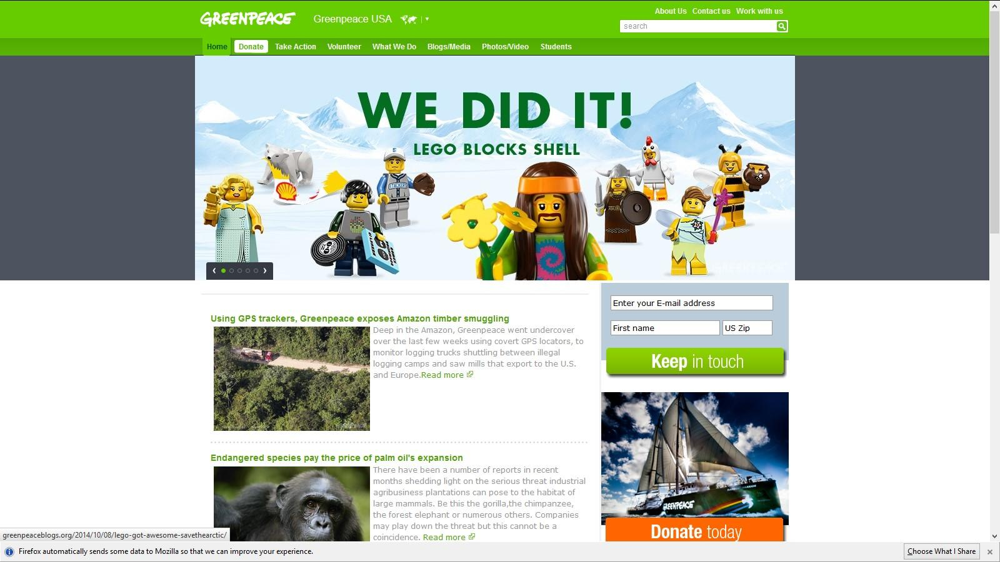 GREENPEACE
Greenpeace USA
About Us Contact us Work with us
search
Home Donate Take Action Volunteer What We Do Blogs/Media Photos/Video Students
WE DID IT!
LEGO BLOCKS SHELL
STACKERS
Using GPS trackers, Greenpeace exposes Amazon timber smuggling
Deep in the Amazon, Greenpeace went undercover
over the last few weeks using covert GPS locators, to
monitor logging trucks shuttling between illegal
logging camps and saw mills that export to the U.S.
and Europe.Read more
Endangered species pay the price of palm oil's expansion
There have been a number of reports in recent
months shedding light on the serious threat industrial
agribusiness plantations can pose to the habitat of
large mammals. Be this the gorilla,the chimpanzee,
the forest elephant or numerous others. Companies
may play down the threat but this cannot be a
coincidence. Read more
Enter your E-mail address
First name US Zip
Keep in touch
GREENPEACE
Donate today
greenpeaceblogs.org/2014/10/08/lego-got-awesome-savethearctic/
Firefox automatically sends some data to Mozilla so that we can improve your experience.
Choose What I Share